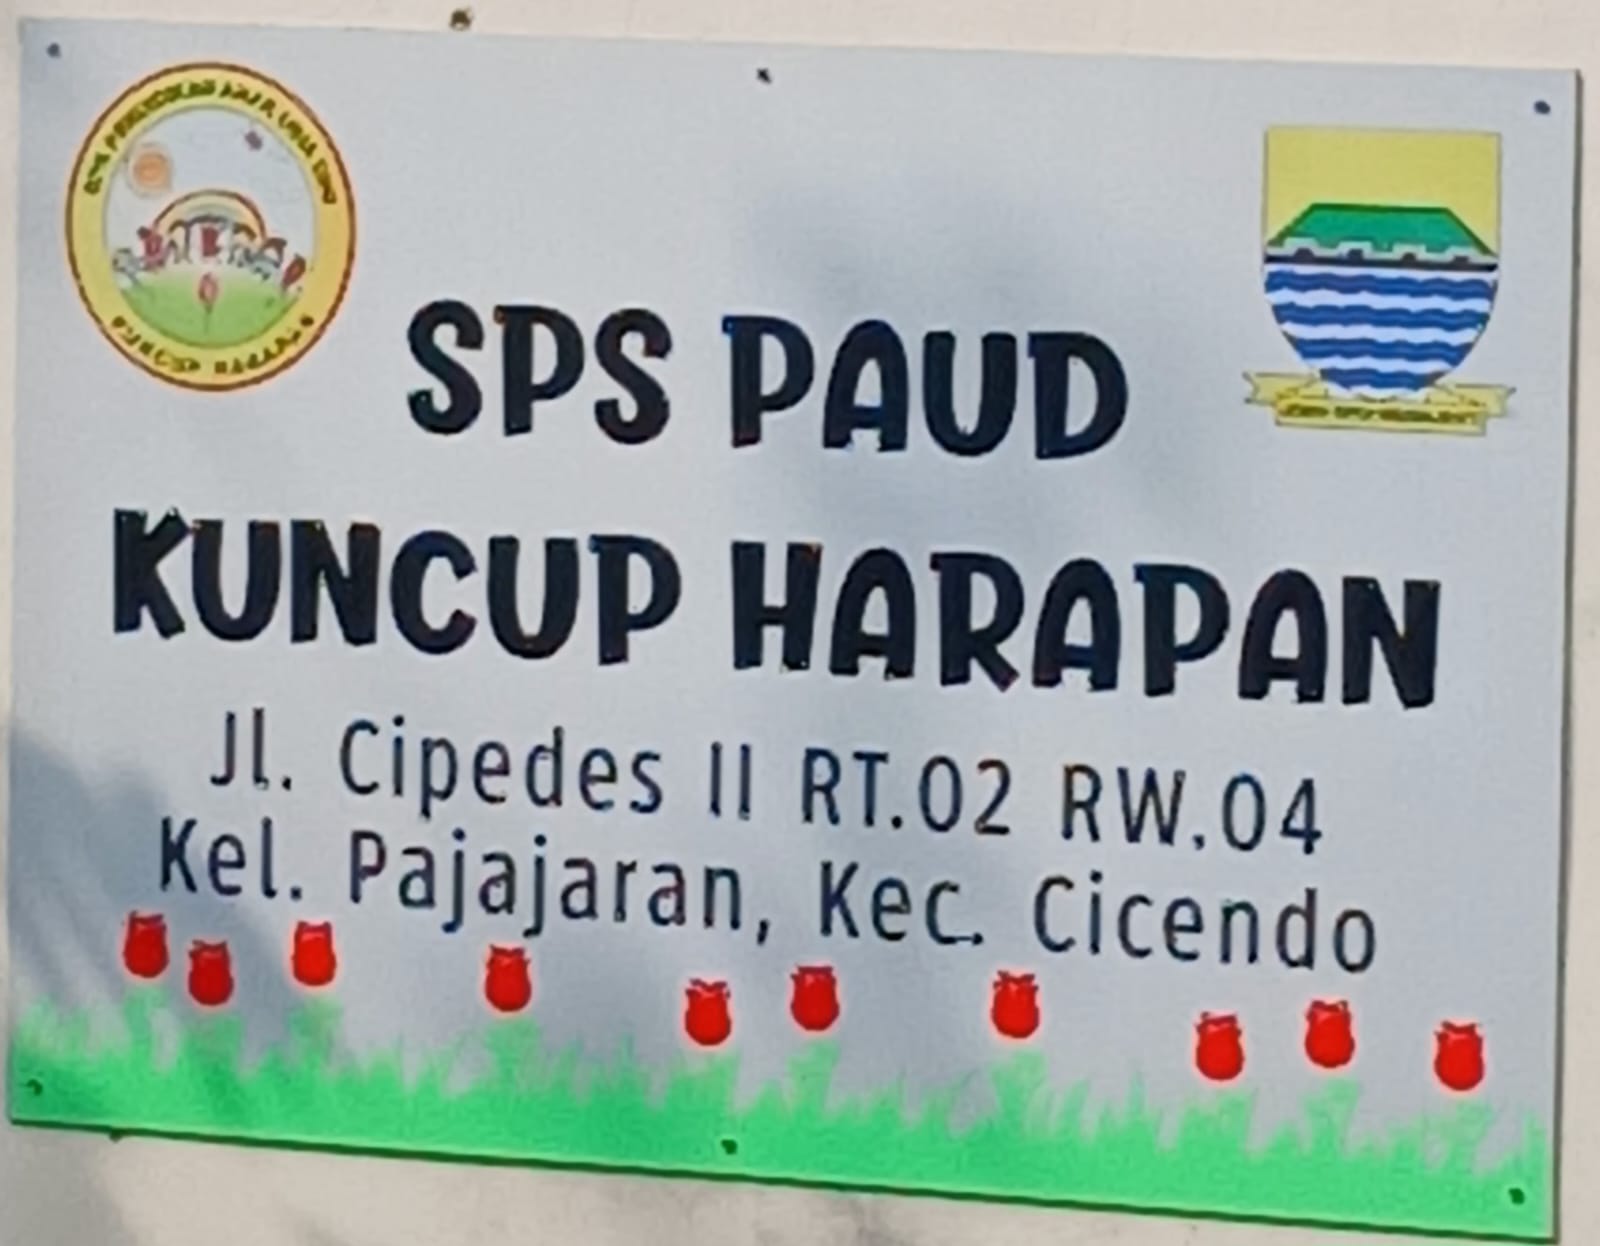 SPS PAUD
KUNCUP HARAPAN
Jl. Cipedes II RT.02 RW.04
Kel. Pajajaran, Kec. Cicendo